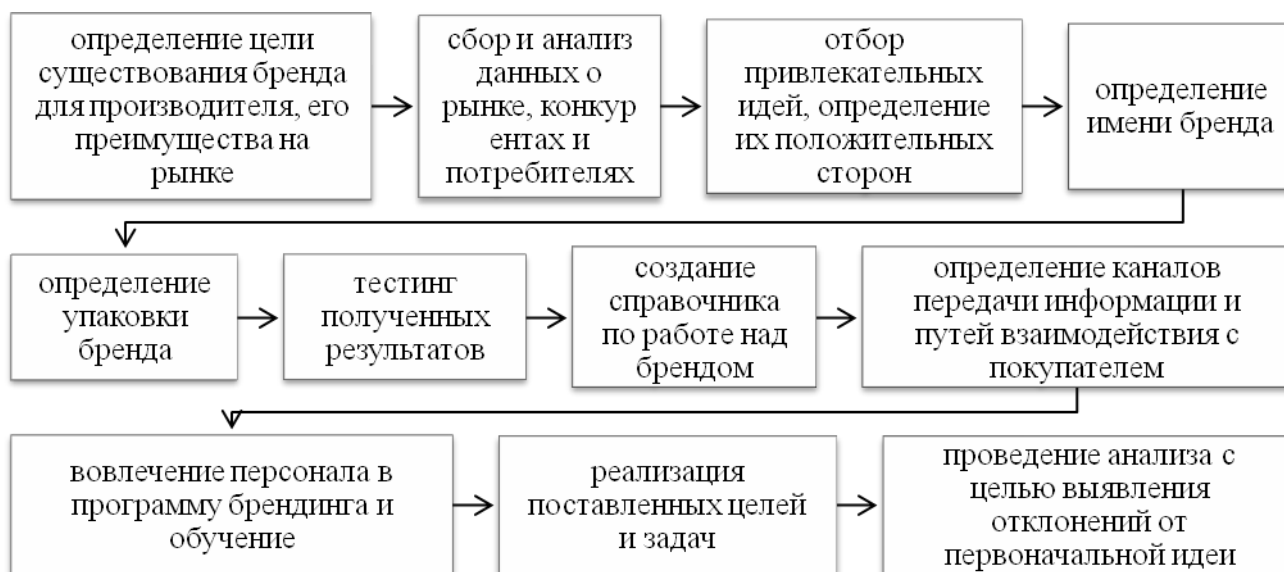 определение цели
существования бренда
для производителя, его
преимущества на
рынке
сбор и анализ
данных о
рынке, конкур
ентах и
потребителях
отбор
привлекательных
идей, определение
их положительных
сторон
определение
имени бренда
определение
упаковки
бренда
тестинг
полученных
результатов
создание
справочника
по работе над
брендом
определение каналов
передачи информации и
путей взаимодействия с
покупателем
вовлечение персонала в
программу брендинга и
обучение
реализация
поставленных целей
и задач
проведение анализа с
целью выявления
отклонений от
первоначальной идеи